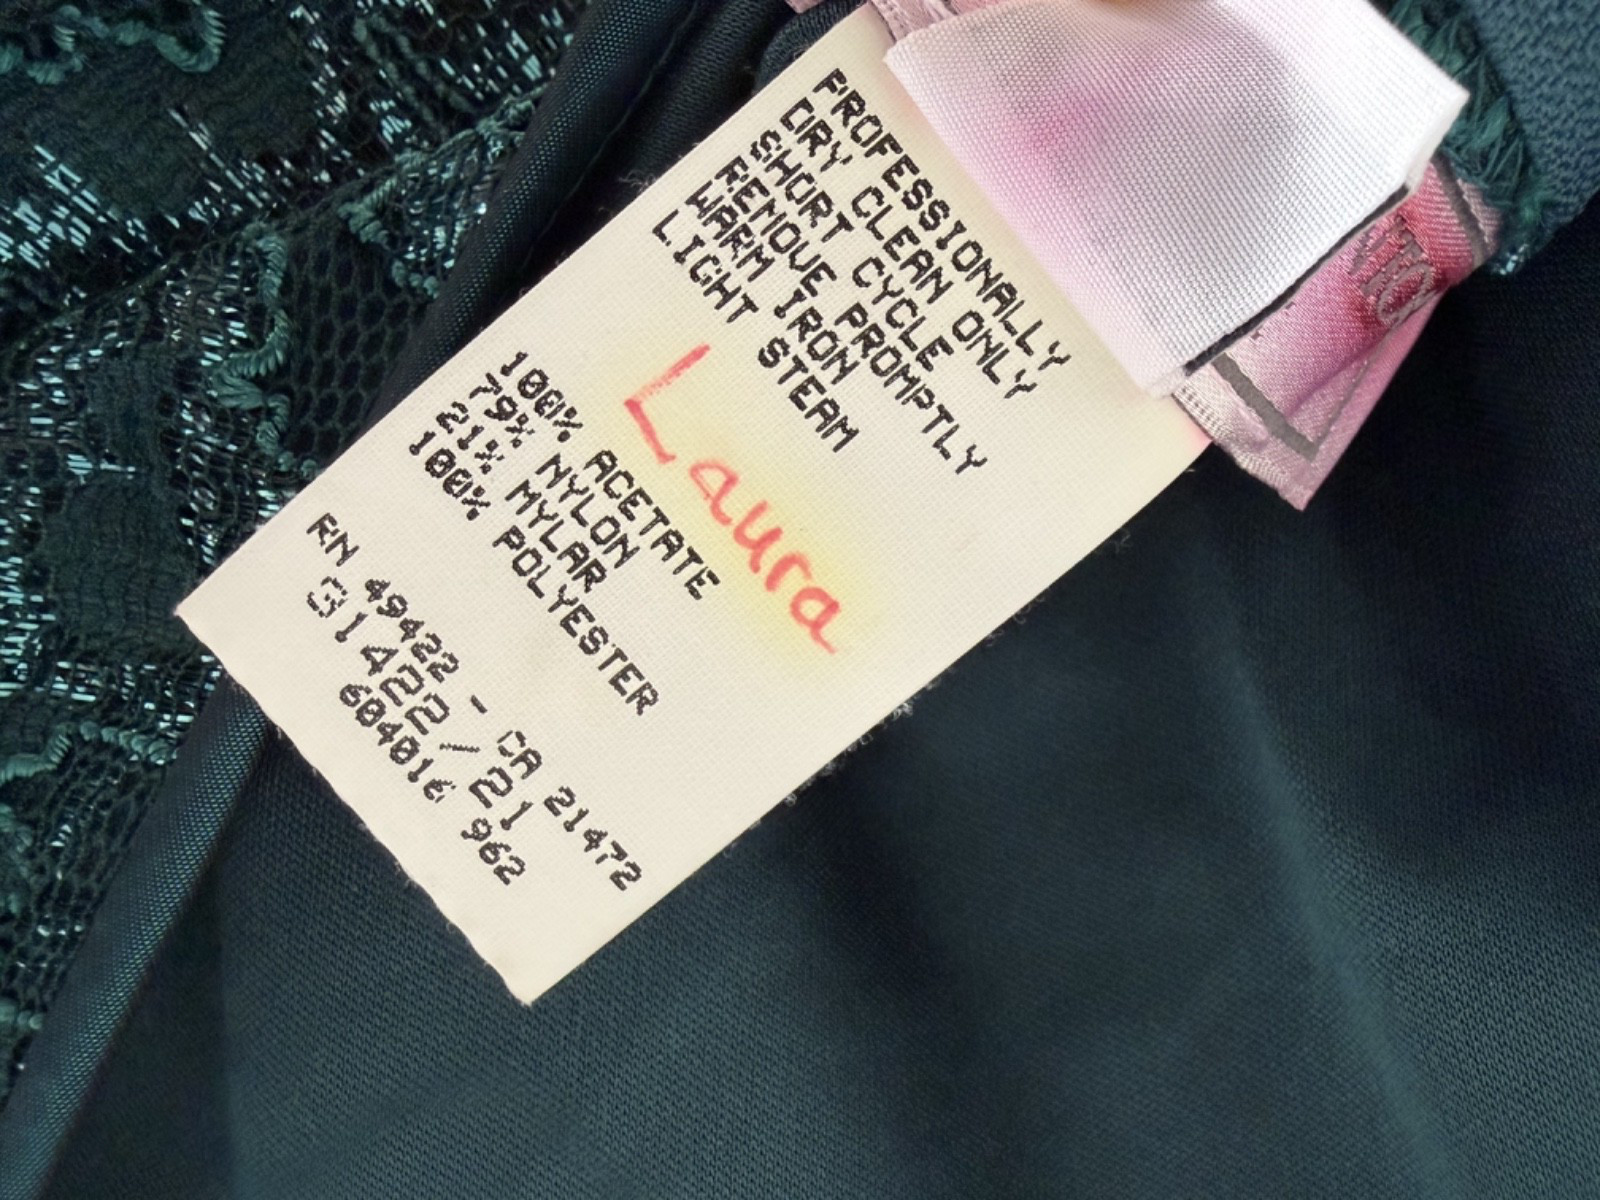 PROFESSIONALLY
DRY CLEAN ONLY
SHORT CYCLE
REMOVE PROMPTLY
WARM IRON
LIGHT STEAM
Laura
100% ACETATE
79% NYLON
21% MYLAR
100% POLYESTER
RN 49422 - CA 21472
31422/21
604016 962